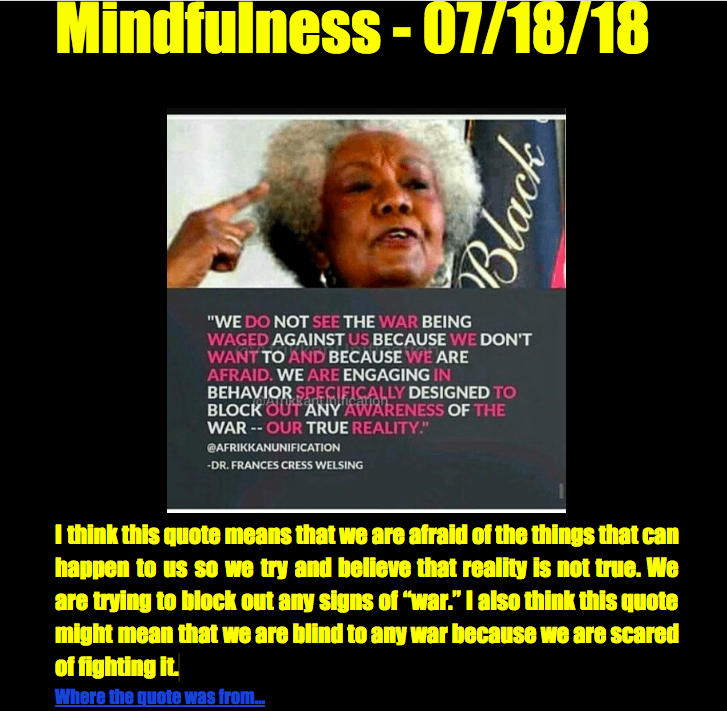 Mindfulness - 07/18/18
Black
"WE DO NOT SEE THE WAR BEING
WAGED AGAINST US BECAUSE WE DON'T
WANT TO AND BECAUSE WE ARE
AFRAID. WE ARE ENGAGING IN
BEHAVIOR SPECIFICALLY DESIGNED TO
@Afrikkanunification
BLOCK OUT ANY AWARENESS OF THE
WAR -- OUR TRUE REALITY."
@AFRIKKANUNIFICATION
-DR. FRANCES CRESS WELSING
I think this quote means that we are afraid of the things that can
happen to us so we try and believe that reality is not true. We
are trying to block out any signs of “war.” I also think this quote
might mean that we are blind to any war because we are scared
of fighting it.
Where the quote was from...